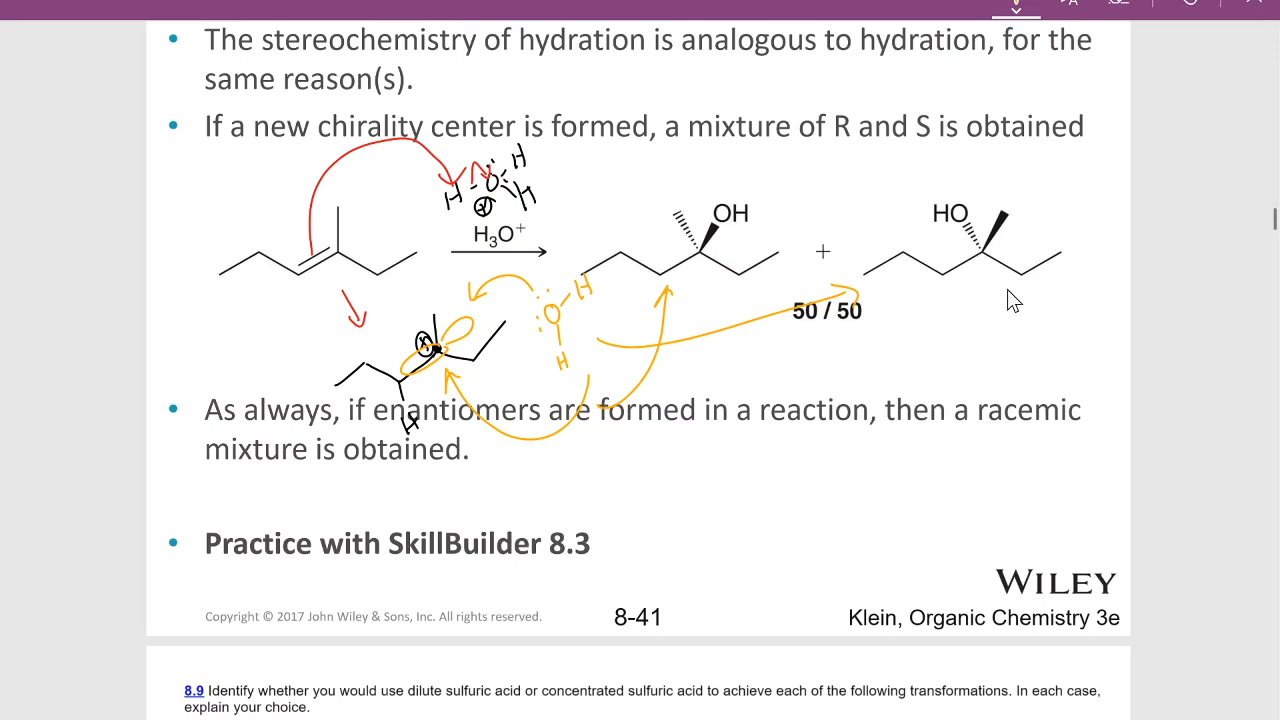 • The stereochemistry of hydration is analogous to hydration, for the
same reason(s).
• If a new chirality center is formed, a mixture of R and S is obtained
H O H
H
⊕
H₃O⁺
OH
+
HO
50 / 50
⊕
O H
H
H
• As always, if enantiomers are formed in a reaction, then a racemic
mixture is obtained.
• Practice with SkillBuilder 8.3
WILEY
Copyright © 2017 John Wiley & Sons, Inc. All rights reserved.
8-41
Klein, Organic Chemistry 3e
8.9 Identify whether you would use dilute sulfuric acid or concentrated sulfuric acid to achieve each of the following transformations. In each case,
explain your choice.